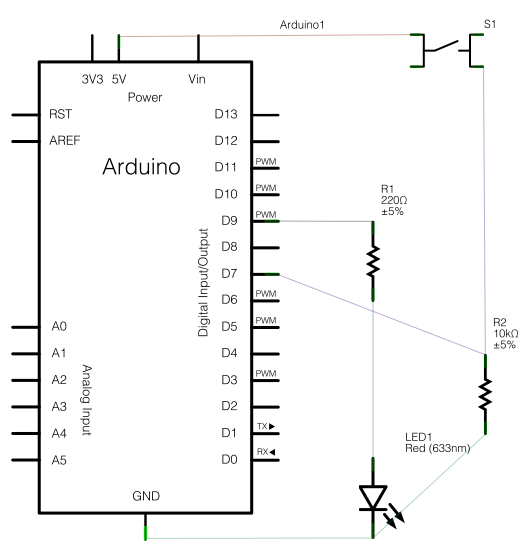 Arduino1
S1
3V3 5V Vin
Power
RST
D13
AREF
D12
Arduino
D11 PWM
D10 PWM
D9 PWM
D8
D7
D6 PWM
D5 PWM
D4
D3 PWM
D2
D1 TX▶
D0 RX◀
Digital Input/Output
A0
A1
A2
A3
A4
A5
Analog Input
GND
R1
220Ω
±5%
R2
10kΩ
±5%
LED1
Red (633nm)